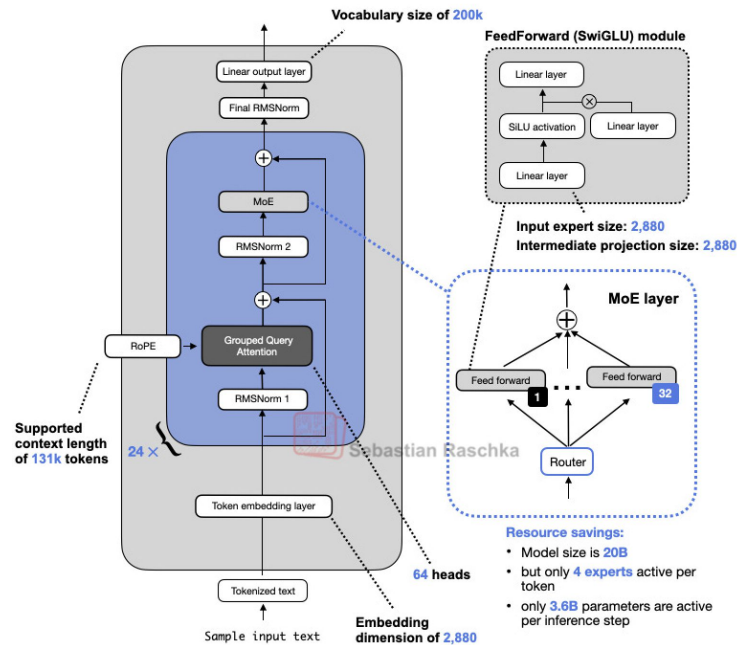 Vocabulary size of 200k
Linear output layer
Final RMSNorm
MoE
RMSNorm 2
Grouped Query
Attention
RoPE
RMSNorm 1
Supported
context length
of 131k tokens
24 ×
Sebastian Raschka
Token embedding layer
Tokenized text
Sample input text
64 heads
Embedding
dimension of 2,880
FeedForward (SwiGLU) module
Linear layer
SiLU activation
Linear layer
Linear layer
Input expert size: 2,880
Intermediate projection size: 2,880
MoE layer
Feed forward
1
...
Feed forward
32
Router
Resource savings:
• Model size is 20B
• but only 4 experts active per
token
• only 3.6B parameters are active
per inference step